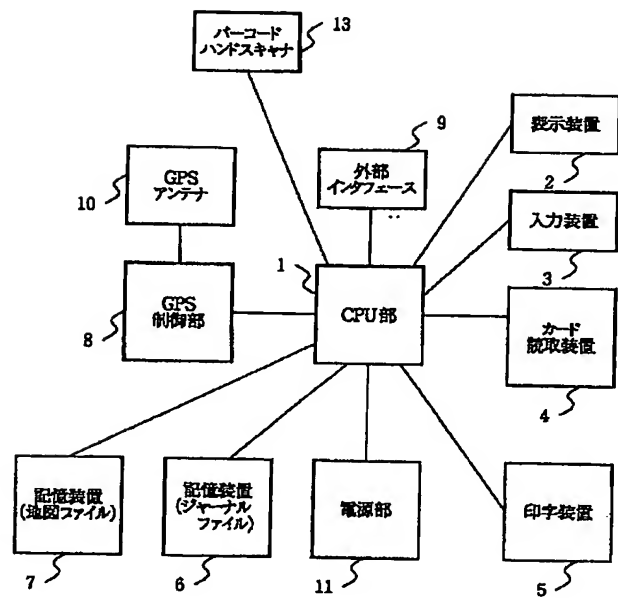 バーコード
ハンドスキャナ
13
9
表示装置
2
GPS
アンテナ
10
外部
インタフェース
入力装置
3
1
GPS
制御部
8
CPU部
カード
読取装置
4
記憶装置
(地図ファイル)
7
記憶装置
(ジャーナル
ファイル)
6
電源部
11
印字装置
5